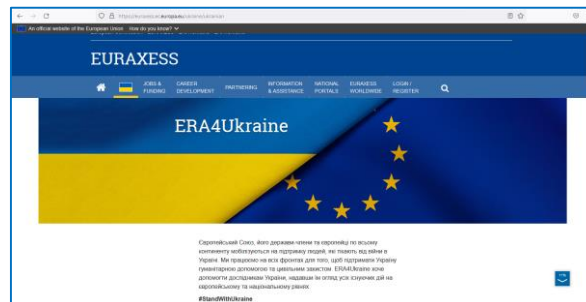 An official website of the European Union How do you know?
EURAXESS
JOBS & FUNDING
CAREER DEVELOPMENT
PARTNERING
INFORMATION & ASSISTANCE
NATIONAL PORTALS
EURAXESS WORLDWIDE
LOGIN / REGISTER
ERA4Ukraine
Європейський Союз, його держави-члени та європейці по всьому
континенту мобілізуються на підтримку людей, які тікають від війни в
Україні. Ми працюємо на всіх фронтах для того, щоб підтримати Україну
гуманітарною допомогою та цивільним захистом. ERA4Ukraine хоче
допомогти дослідникам України, надавши їм огляд усіх існуючих дій на
європейському та національному рівнях.
#StandWithUkraine